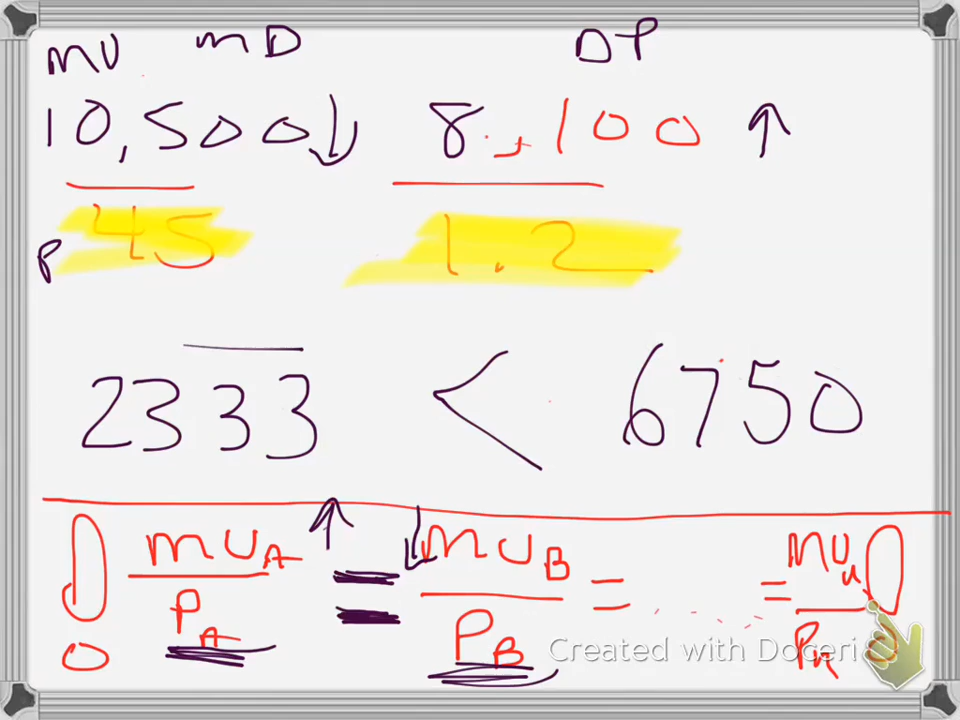 MU MD DP
10,500 ↓ 8,100 ↑
P 45 1.2
2333 < 6750
MU_A ↑ = ↓ MU_B = ..... = MU_n
P_A P_B P_n
Created with Doceri